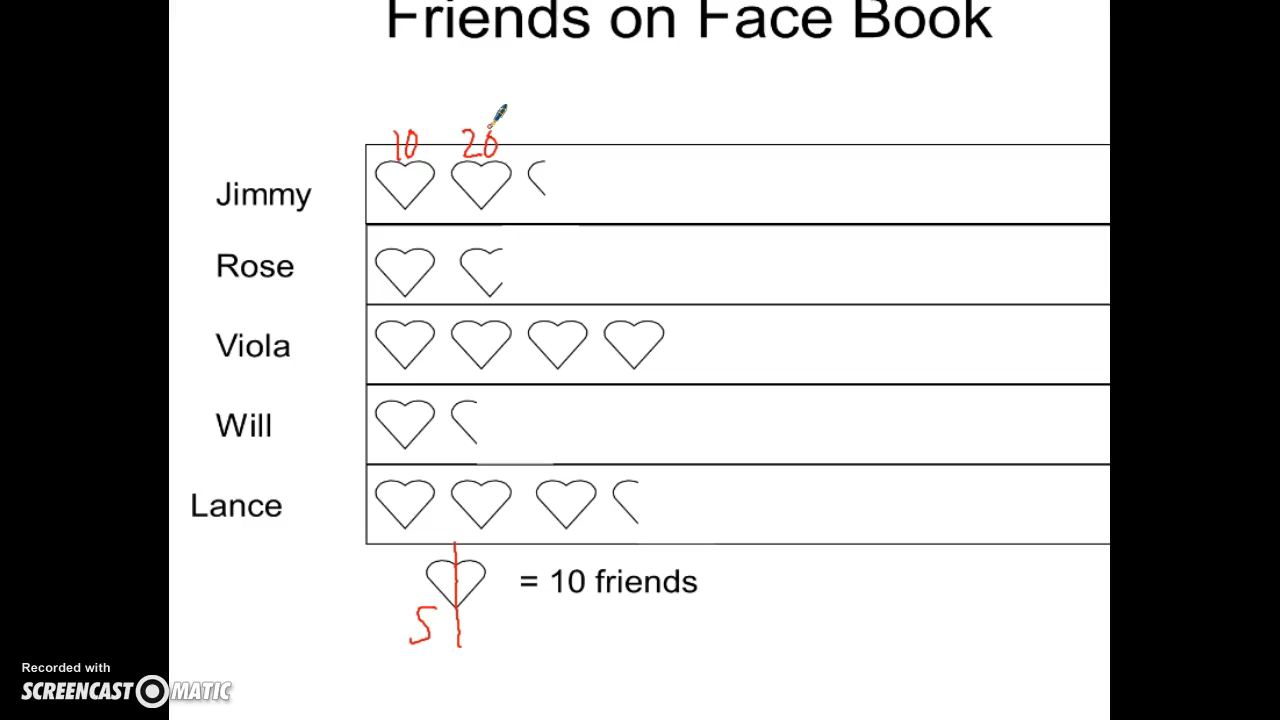 Friends on Face Book
10 20
Jimmy
Rose
Viola
Will
Lance
= 10 friends
5
Recorded with
SCREENCAST MATIC